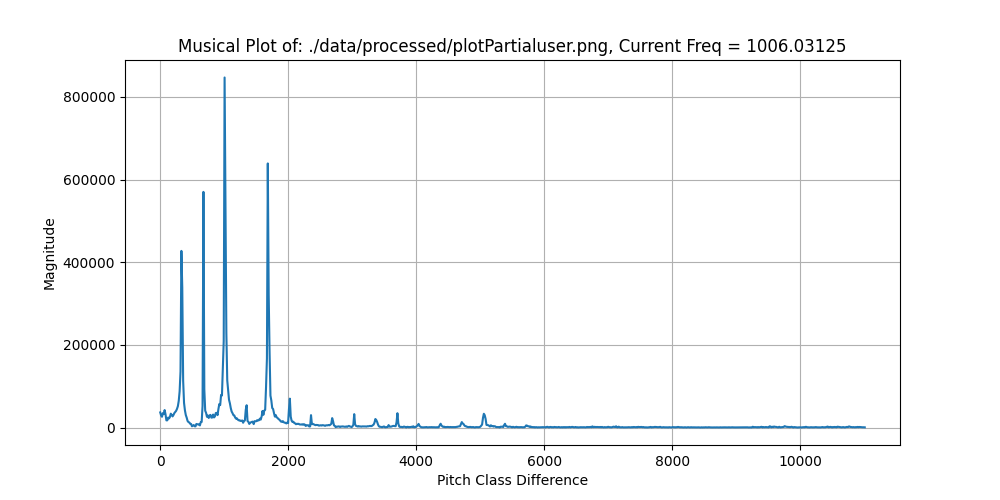 Musical Plot of: ./data/processed/plotPartialuser.png, Current Freq = 1006.03125
800000
600000
400000
200000
0
Magnitude
0 2000 4000 6000 8000 10000
Pitch Class Difference